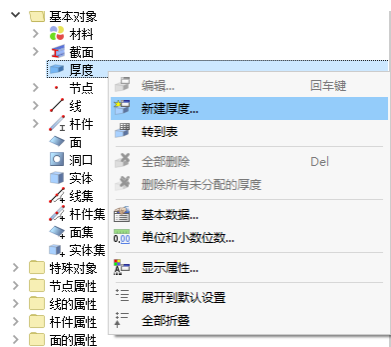 基本对象
材料
截面
厚度
节点
线
杆件
面
洞口
实体
线集
杆件集
面集
实体集
特殊对象
节点属性
线的属性
杆件属性
面的属性
编辑... 回车键
新建厚度...
转到表
全部删除 Del
删除所有未分配的厚度
基本数据...
0,00 单位和小数位数...
显示属性...
展开到默认设置
全部折叠